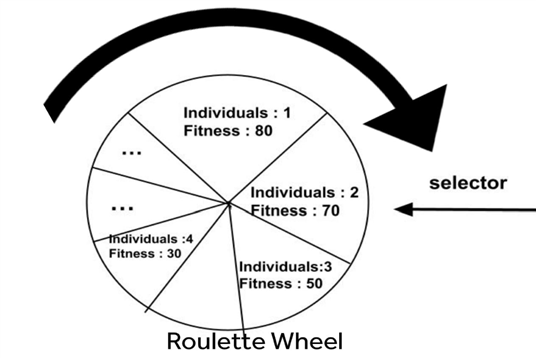 Individuals : 1
Fitness : 80
...
selector
Individuals : 2
Fitness : 70
...
Individuals :4
Fitness : 30
Individuals:3
Fitness : 50
Roulette Wheel